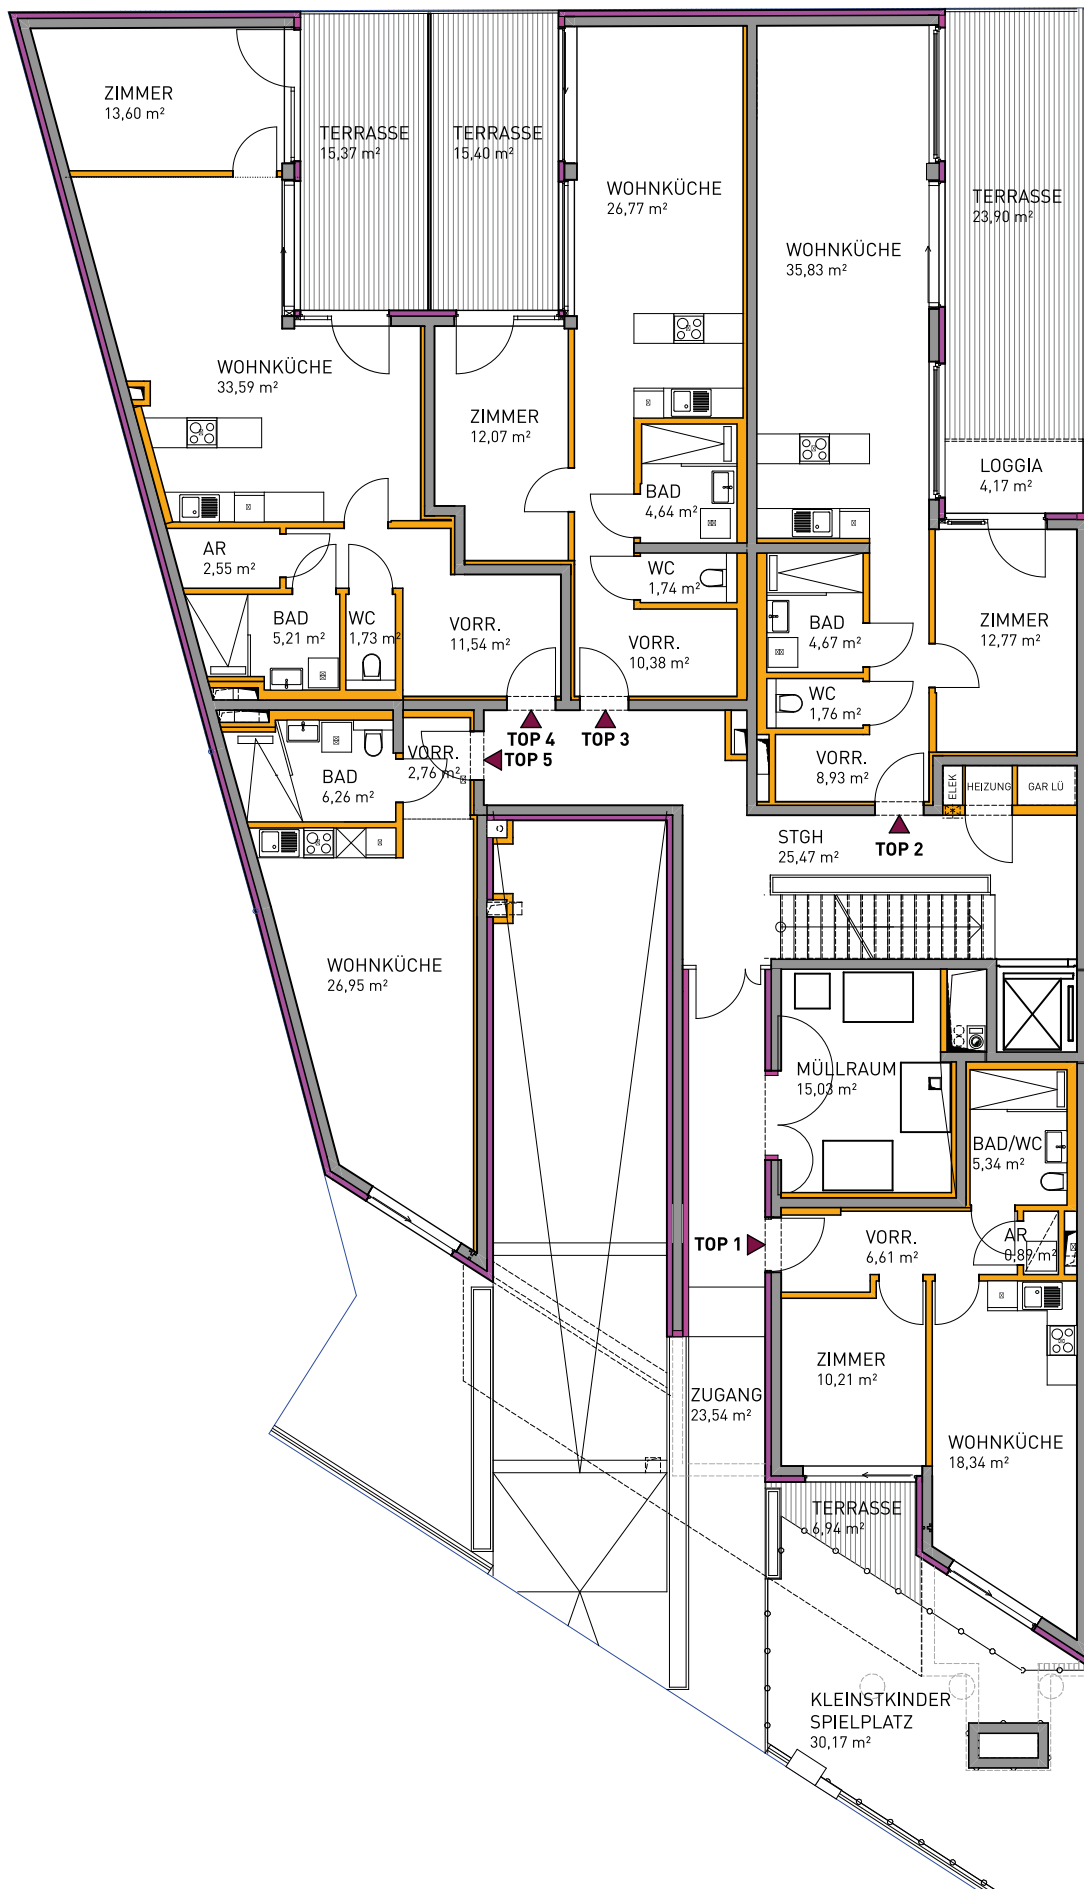 ZIMMER
13,60 m²
TERRASSE
15,37 m²
TERRASSE
15,40 m²
WOHNKÜCHE
26,77 m²
TERRASSE
23,90 m²
WOHNKÜCHE
35,83 m²
WOHNKÜCHE
33,59 m²
ZIMMER
12,07 m²
LOGGIA
4,17 m²
BAD
4,64 m²
AR
2,55 m²
WC
1,74 m²
BAD
5,21 m²
WC
1,73 m²
VORR.
11,54 m²
VORR.
10,38 m²
BAD
4,67 m²
ZIMMER
12,77 m²
WC
1,76 m²
TOP 4
TOP 3
TOP 5
VORR.
2,76 m²
BAD
6,26 m²
VORR.
8,93 m²
ELEK
HEIZUNG
GAR LÜ
STGH
25,47 m²
TOP 2
WOHNKÜCHE
26,95 m²
MÜLLRAUM
15,03 m²
BAD/WC
5,34 m²
TOP 1
VORR.
6,61 m²
AR
0,89 m²
ZIMMER
10,21 m²
ZUGANG
23,54 m²
WOHNKÜCHE
18,34 m²
TERRASSE
6,94 m²
KLEINSTKINDER
SPIELPLATZ
30,17 m²